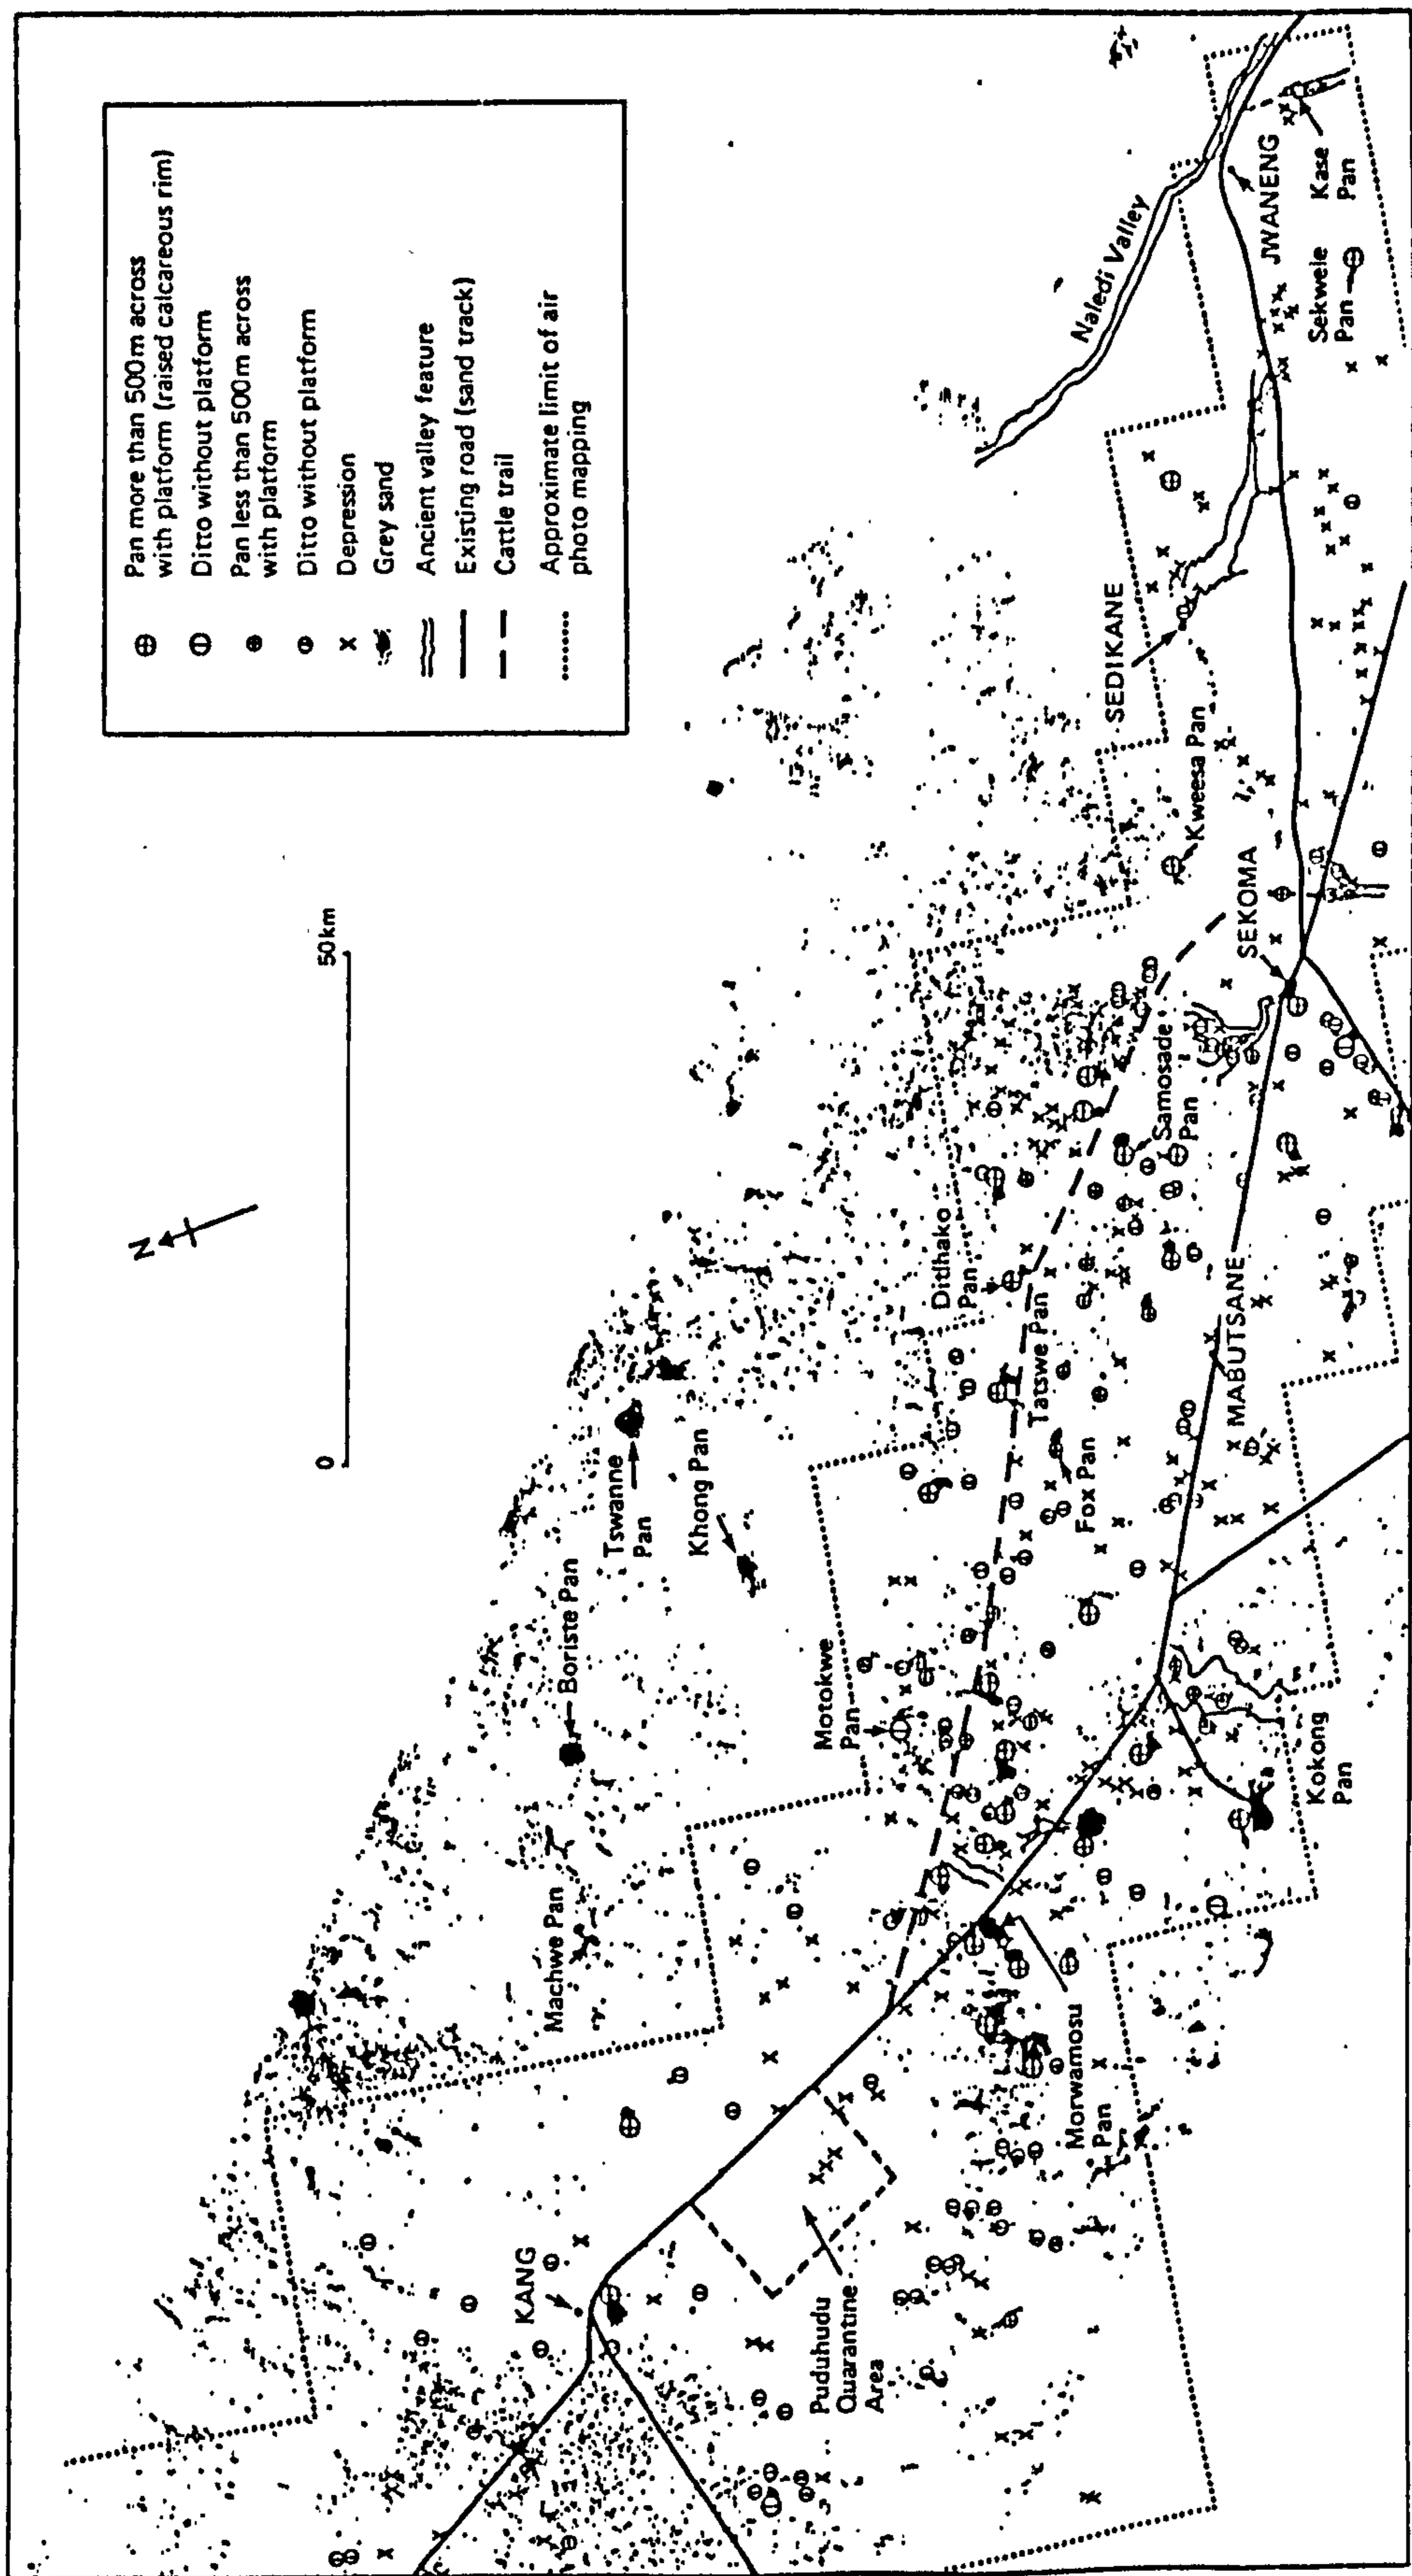 Pan more than 500m across
with platform (raised calcareous rim)
Ditto without platform
Pan less than 500m across
with platform
Ditto without platform
Depression
Grey sand
Ancient valley feature
Existing road (sand track)
Cattle trail
Approximate limit of air
photo mapping
0
50km
N
KANG
Puduhudu
Quarantine
Area
Machwe Pan
Boriste Pan
Tswanne
Pan
Khong Pan
Motokwe
Pan
Morwamosu
Pan
Kokong
Pan
Fox Pan
Tatswe Pan
Ditlhako
Pan
MABUTSANE
Samosade
Pan
SEKOMA
Kweesa Pan
SEDIKANE
Naledi Valley
JWANENG
Sekwele
Pan
Kase
Pan